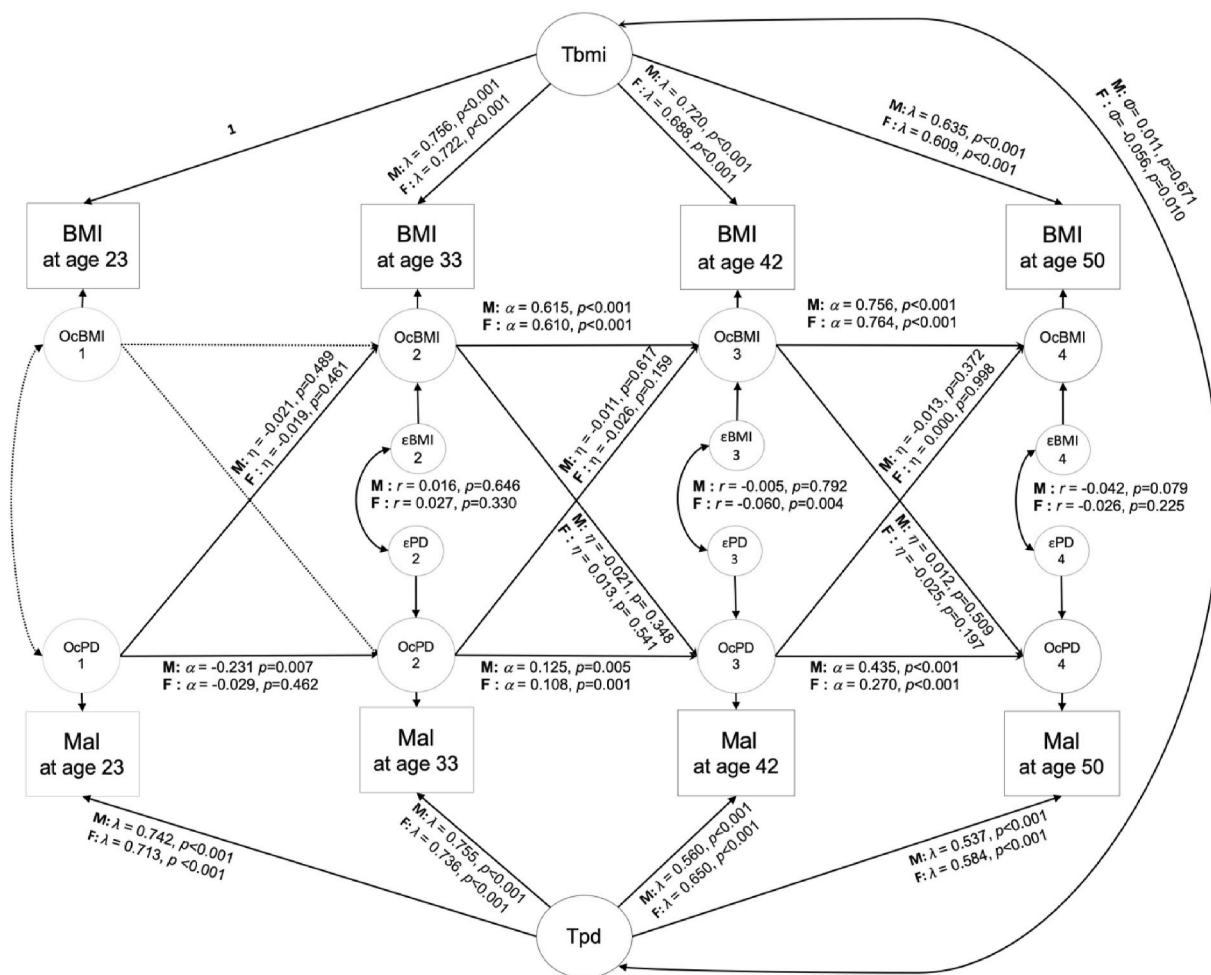 Tbmi
1
M: λ = 0.756, p<0.001
F: λ = 0.722, p<0.001
M: λ = 0.720, p<0.001
F: λ = 0.688, p<0.001
M: λ = 0.635, p<0.001
F: λ = 0.609, p<0.001
M: Φ= 0.011, p=0.671
F : Φ= -0.056, p=0.010
BMI
at age 23
BMI
at age 33
BMI
at age 42
BMI
at age 50
OcBMI
1
OcBMI
2
M: α = 0.615, p<0.001
F : α = 0.610, p<0.001
OcBMI
3
M: α = 0.756, p<0.001
F : α = 0.764, p<0.001
OcBMI
4
M: η = -0.021, p=0.489
F : η = -0.019, p=0.461
M: η = -0.011, p=0.617
F : η = -0.026, p=0.159
M: η = -0.013, p=0.372
F : η = 0.000, p=0.998
εBMI
2
M : r = 0.016, p=0.646
F : r = 0.027, p=0.330
εPD
2
εBMI
3
M : r = -0.005, p=0.792
F : r = -0.060, p=0.004
εPD
3
εBMI
4
M : r = -0.042, p=0.079
F : r = -0.026, p=0.225
εPD
4
M: η = -0.021, p= 0.348
F : η = 0.013, p= 0.541
M: η = 0.012, p=0.509
F : η = -0.025, p=0.197
OcPD
1
M: α = -0.231 p=0.007
F : α = -0.029, p=0.462
OcPD
2
M: α = 0.125, p=0.005
F : α = 0.108, p=0.001
OcPD
3
M: α = 0.435, p<0.001
F : α = 0.270, p<0.001
OcPD
4
Mal
at age 23
Mal
at age 33
Mal
at age 42
Mal
at age 50
M: λ = 0.742, p<0.001
F: λ = 0.713, p <0.001
M: λ = 0.755, p<0.001
F: λ = 0.736, p<0.001
M: λ = 0.560, p<0.001
F: λ = 0.650, p<0.001
M: λ = 0.537, p<0.001
F: λ = 0.584, p<0.001
Tpd